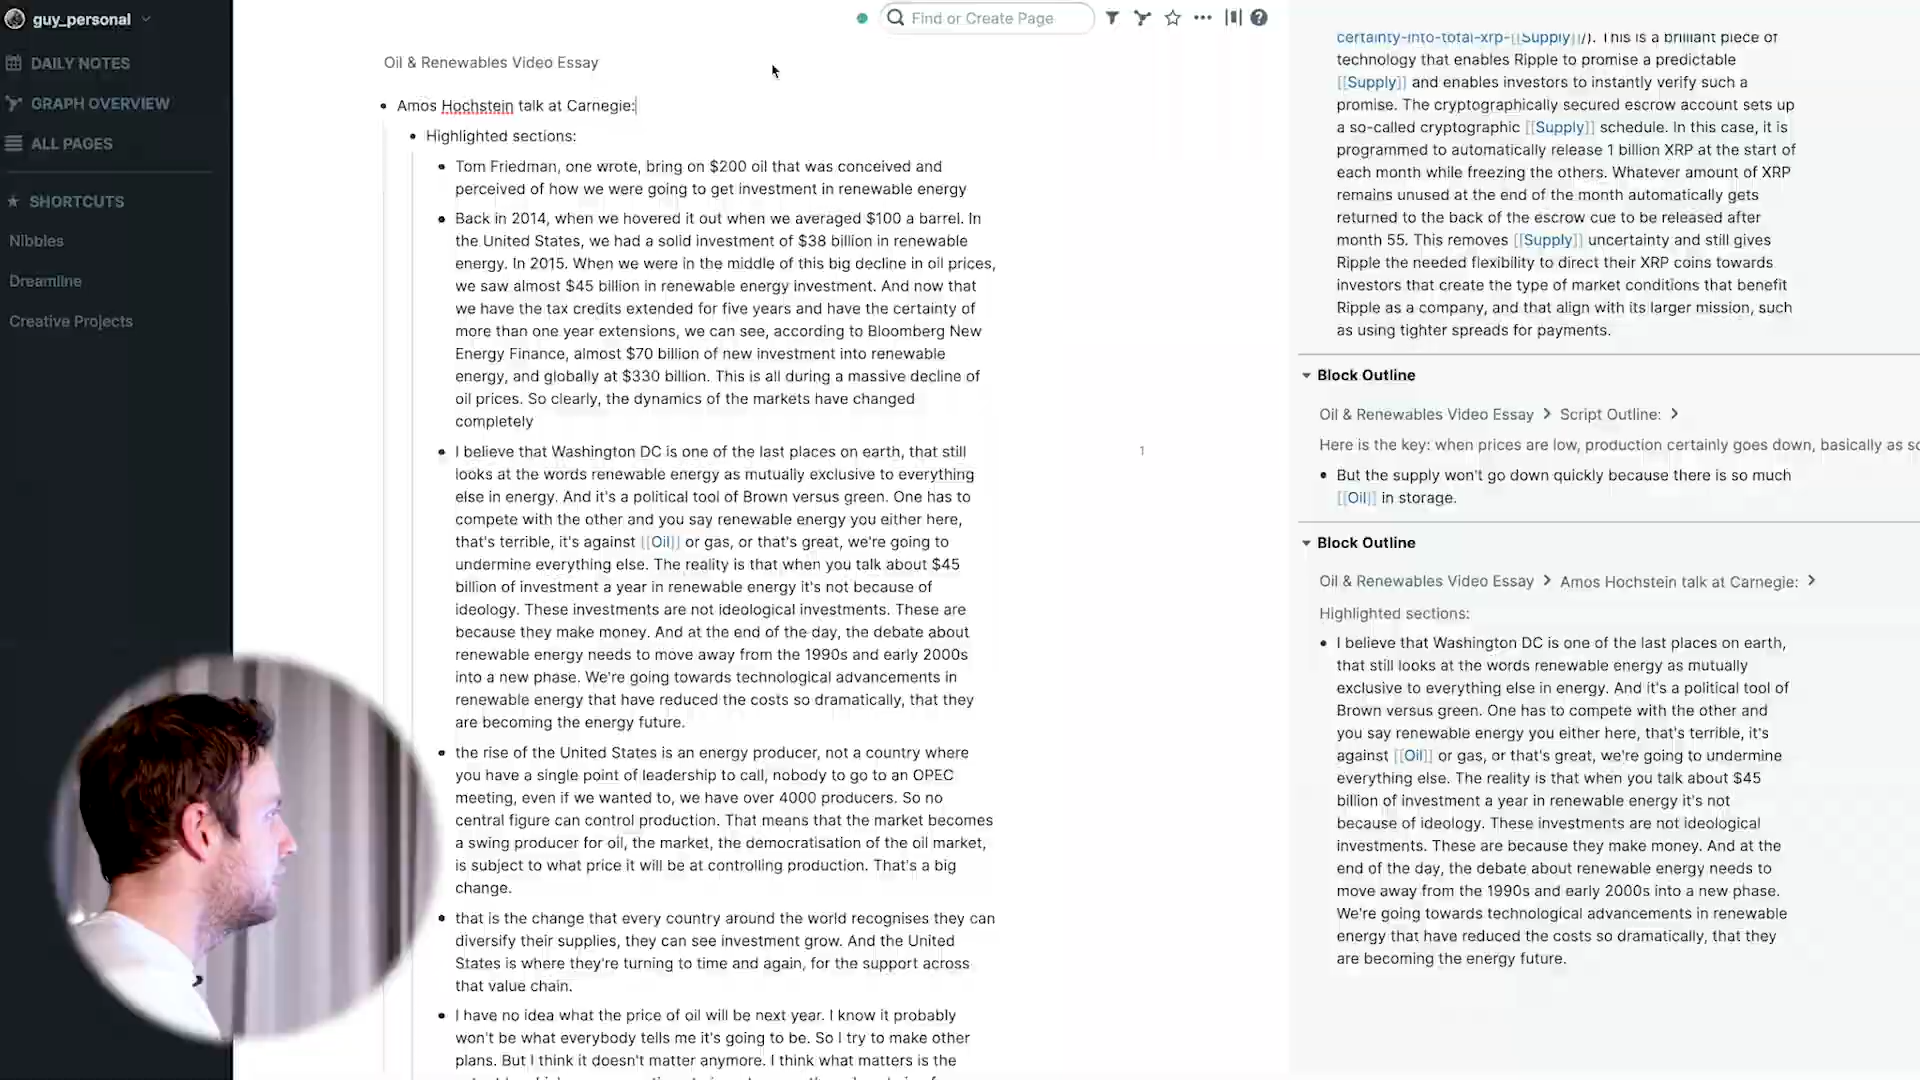 guy_personal
DAILY NOTES
GRAPH OVERVIEW
ALL PAGES
SHORTCUTS
Nibbles
Dreamline
Creative Projects
Find or Create Page
Oil & Renewables Video Essay
Amos Hochstein talk at Carnegie:
Highlighted sections:
Tom Friedman, one wrote, bring on $200 oil that was conceived and
perceived of how we were going to get investment in renewable energy
Back in 2014, when we hovered it out when we averaged $100 a barrel. In
the United States, we had a solid investment of $38 billion in renewable
energy. In 2015. When we were in the middle of this big decline in oil prices,
we saw almost $45 billion in renewable energy investment. And now that
we have the tax credits extended for five years and have the certainty of
more than one year extensions, we can see, according to Bloomberg New
Energy Finance, almost $70 billion of new investment into renewable
energy, and globally at $330 billion. This is all during a massive decline of
oil prices. So clearly, the dynamics of the markets have changed
completely
I believe that Washington DC is one of the last places on earth, that still
looks at the words renewable energy as mutually exclusive to everything
else in energy. And it's a political tool of Brown versus green. One has to
compete with the other and you say renewable energy you either here,
that's terrible, it's against [[Oil]] or gas, or that's great, we're going to
undermine everything else. The reality is that when you talk about $45
billion of investment a year in renewable energy it's not because of
ideology. These investments are not ideological investments. These are
because they make money. And at the end of the day, the debate about
renewable energy needs to move away from the 1990s and early 2000s
into a new phase. We're going towards technological advancements in
renewable energy that have reduced the costs so dramatically, that they
are becoming the energy future.
1
the rise of the United States is an energy producer, not a country where
you have a single point of leadership to call, nobody to go to an OPEC
meeting, even if we wanted to, we have over 4000 producers. So no
central figure can control production. That means that the market becomes
a swing producer for oil, the market, the democratisation of the oil market,
is subject to what price it will be at controlling production. That's a big
change.
that is the change that every country around the world recognises they can
diversify their supplies, they can see investment grow. And the United
States is where they're turning to time and again, for the support across
that value chain.
I have no idea what the price of oil will be next year. I know it probably
won't be what everybody tells me it's going to be. So I try to make other
plans. But I think it doesn't matter anymore. I think what matters is the
certainty-into-total-xrp-[[Supply]]/). This is a brilliant piece of
technology that enables Ripple to promise a predictable
[[Supply]] and enables investors to instantly verify such a
promise. The cryptographically secured escrow account sets up
a so-called cryptographic [[Supply]] schedule. In this case, it is
programmed to automatically release 1 billion XRP at the start of
each month while freezing the others. Whatever amount of XRP
remains unused at the end of the month automatically gets
returned to the back of the escrow cue to be released after
month 55. This removes [[Supply]] uncertainty and still gives
Ripple the needed flexibility to direct their XRP coins towards
investors that create the type of market conditions that benefit
Ripple as a company, and that align with its larger mission, such
as using tighter spreads for payments.
Block Outline
Oil & Renewables Video Essay > Script Outline: >
Here is the key: when prices are low, production certainly goes down, basically as
But the supply won't go down quickly because there is so much
[[Oil]] in storage.
Block Outline
Oil & Renewables Video Essay > Amos Hochstein talk at Carnegie: >
Highlighted sections:
I believe that Washington DC is one of the last places on earth,
that still looks at the words renewable energy as mutually
exclusive to everything else in energy. And it's a political tool of
Brown versus green. One has to compete with the other and
you say renewable energy you either here, that's terrible, it's
against [[Oil]] or gas, or that's great, we're going to undermine
everything else. The reality is that when you talk about $45
billion of investment a year in renewable energy it's not
because of ideology. These investments are not ideological
investments. These are because they make money. And at the
end of the day, the debate about renewable energy needs to
move away from the 1990s and early 2000s into a new phase.
We're going towards technological advancements in renewable
energy that have reduced the costs so dramatically, that they
are becoming the energy future.